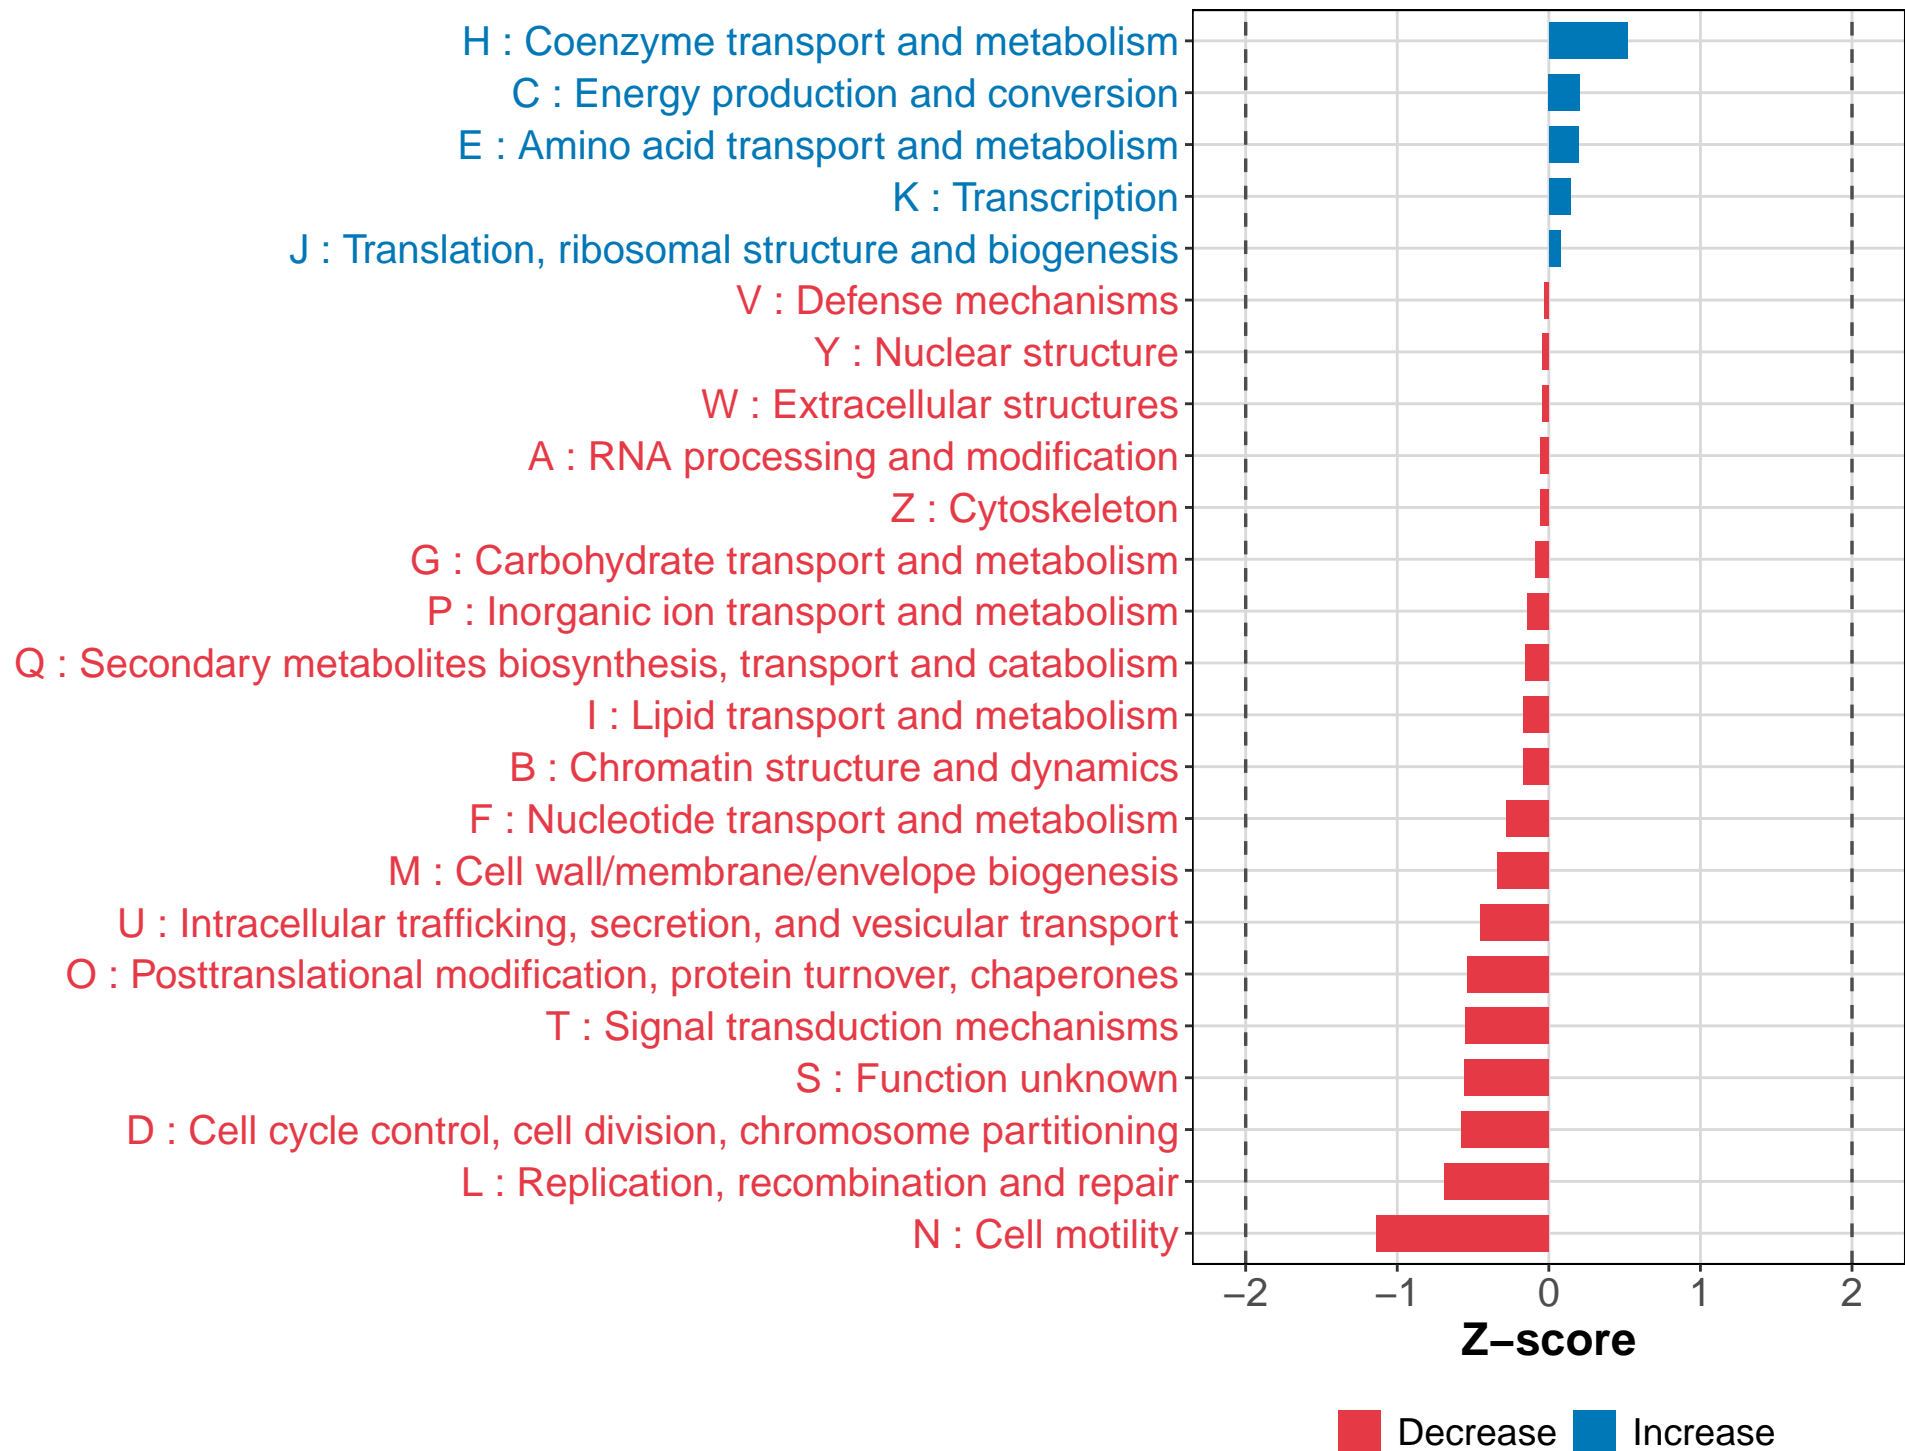 H : Coenzyme transport and metabolism
C : Energy production and conversion
E : Amino acid transport and metabolism
K : Transcription
J : Translation, ribosomal structure and biogenesis
V : Defense mechanisms
Y : Nuclear structure
W : Extracellular structures
A : RNA processing and modification
Z : Cytoskeleton
G : Carbohydrate transport and metabolism
P : Inorganic ion transport and metabolism
Q : Secondary metabolites biosynthesis, transport and catabolism
I : Lipid transport and metabolism
B : Chromatin structure and dynamics
F : Nucleotide transport and metabolism
M : Cell wall/membrane/envelope biogenesis
U : Intracellular trafficking, secretion, and vesicular transport
O : Posttranslational modification, protein turnover, chaperones
T : Signal transduction mechanisms
S : Function unknown
D : Cell cycle control, cell division, chromosome partitioning
L : Replication, recombination and repair
N : Cell motility
−2 −1 0 1 2
Z−score
Decrease Increase